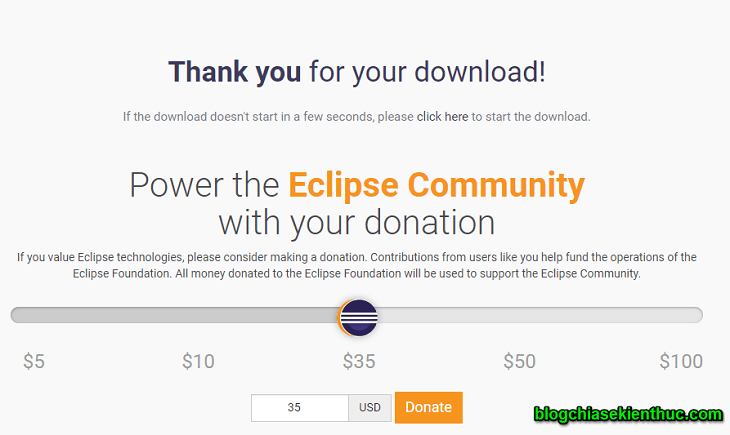 Thank you for your download!
If the download doesn't start in a few seconds, please click here to start the download.
Power the Eclipse Community
with your donation
If you value Eclipse technologies, please consider making a donation. Contributions from users like you help fund the operations of the
Eclipse Foundation. All money donated to the Eclipse Foundation will be used to support the Eclipse Community.
$5 $10 $35 $50 $100
35 USD Donate
blogchiasekienthuc.com